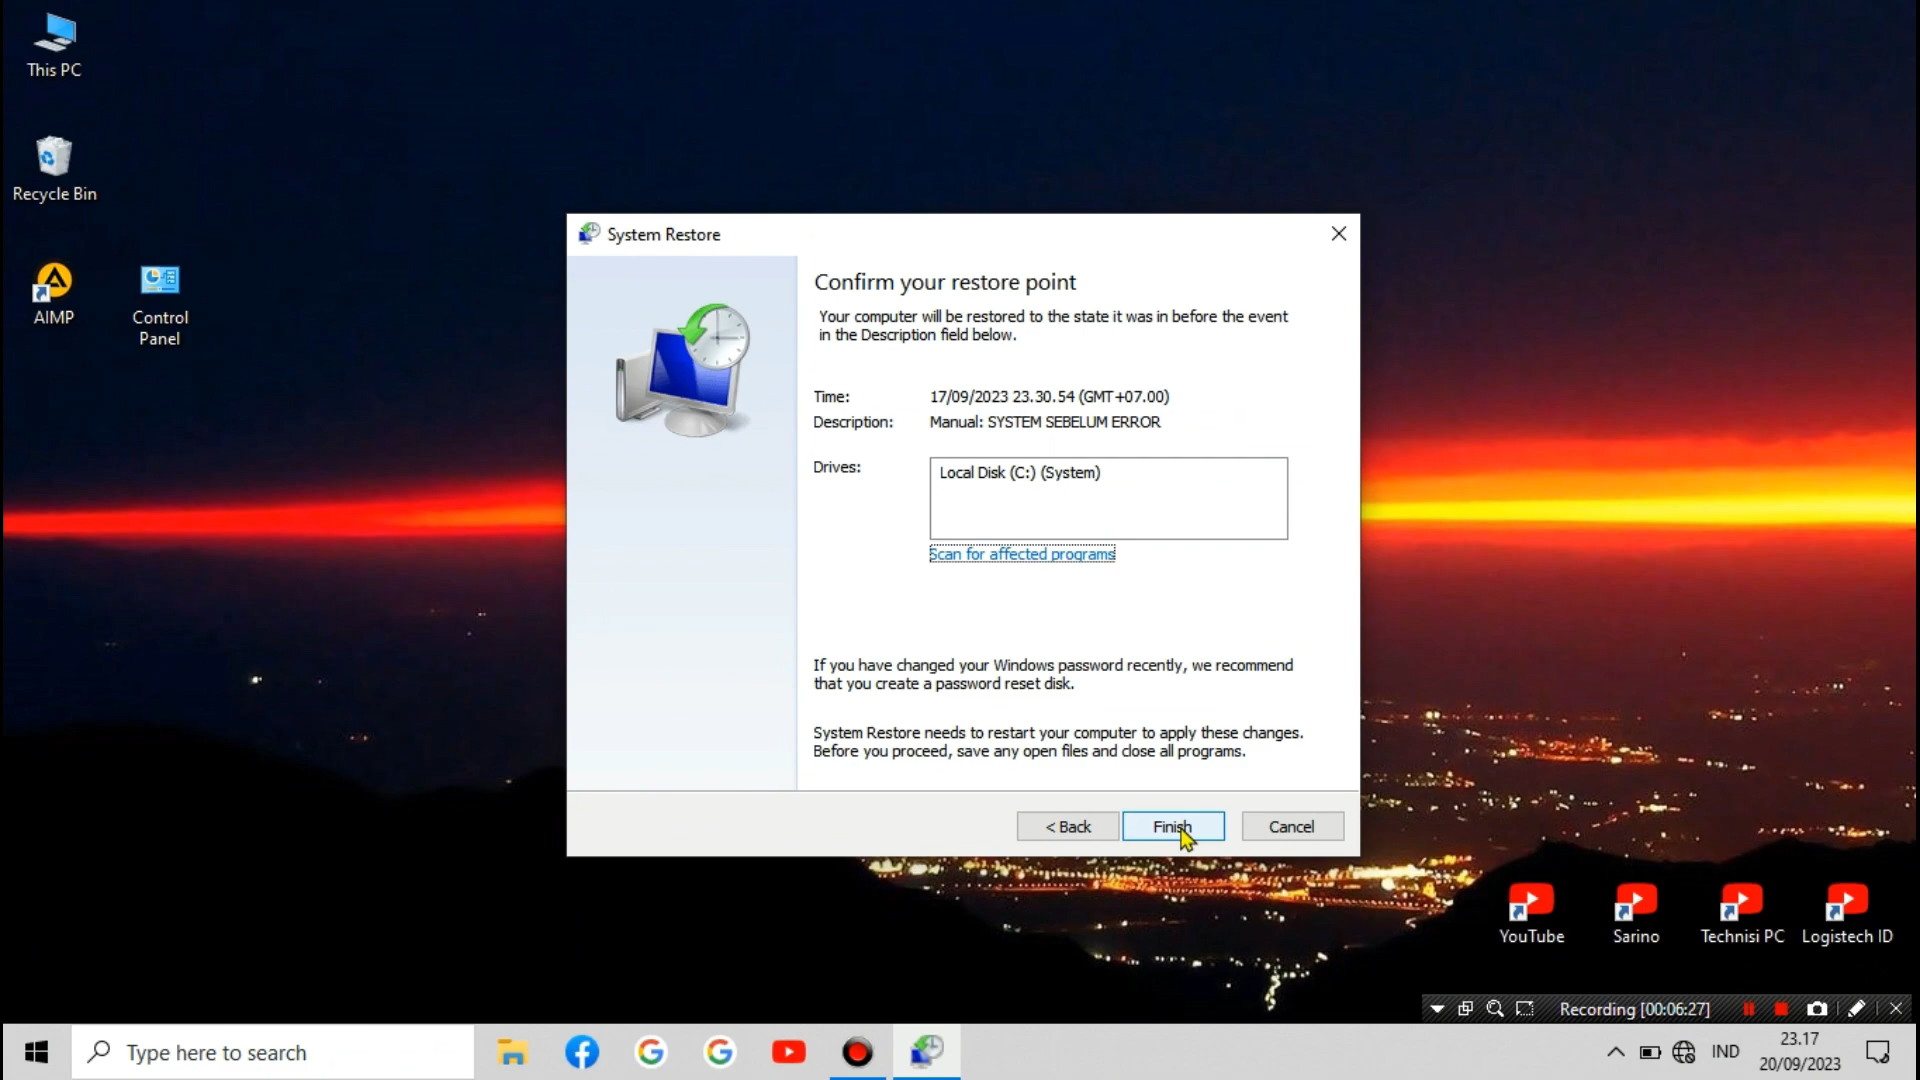 This PC
Recycle Bin
AIMP
Control
Panel
System Restore
Confirm your restore point
Your computer will be restored to the state it was in before the event
in the Description field below.
Time: 17/09/2023 23.30.54 (GMT+07.00)
Description: Manual: SYSTEM SEBELUM ERROR
Drives: Local Disk (C:) (System)
Scan for affected programs
If you have changed your Windows password recently, we recommend
that you create a password reset disk.
System Restore needs to restart your computer to apply these changes.
Before you proceed, save any open files and close all programs.
< Back Finish Cancel
YouTube Sarino Technisi PC Logistech ID
Recording [00:06:27]
Type here to search
IND
23.17
20/09/2023